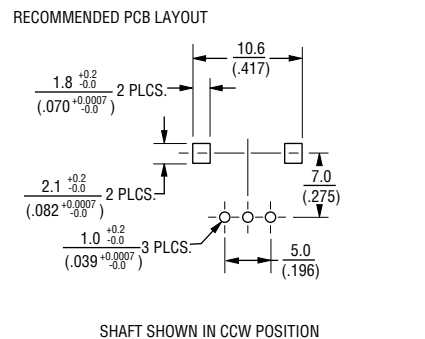 RECOMMENDED PCB LAYOUT
10.6
(.417)
1.8 +0.2 -0.0
(.070 +0.0007 -0.0 )
2 PLCS.
2.1 +0.2 -0.0
(.082 +0.0007 -0.0 )
2 PLCS.
7.0
(.275)
1.0 +0.2 -0.0
(.039 +0.0007 -0.0 )
3 PLCS.
5.0
(.196)
SHAFT SHOWN IN CCW POSITION